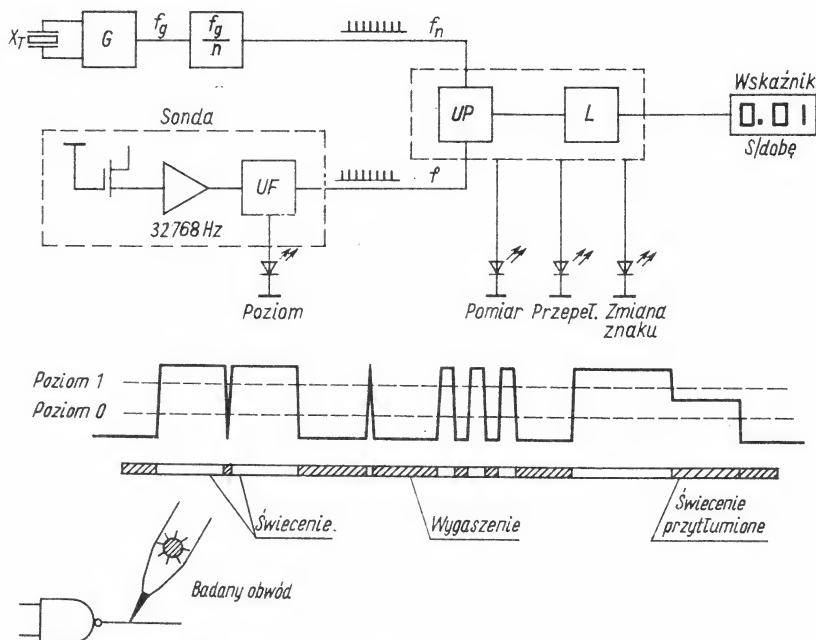 X_T
G
f_g
f_g
n
f_n
Sonda
UP
L
Wskaźnik
0.01
S/dobę
UF
f
32768 Hz
Poziom
Pomiar
Przepeł.
Zmiana
znaku
Poziom 1
Poziom 0
Świecenie.
Wygaszenie
Świecenie
przytłumione
Badany obwód